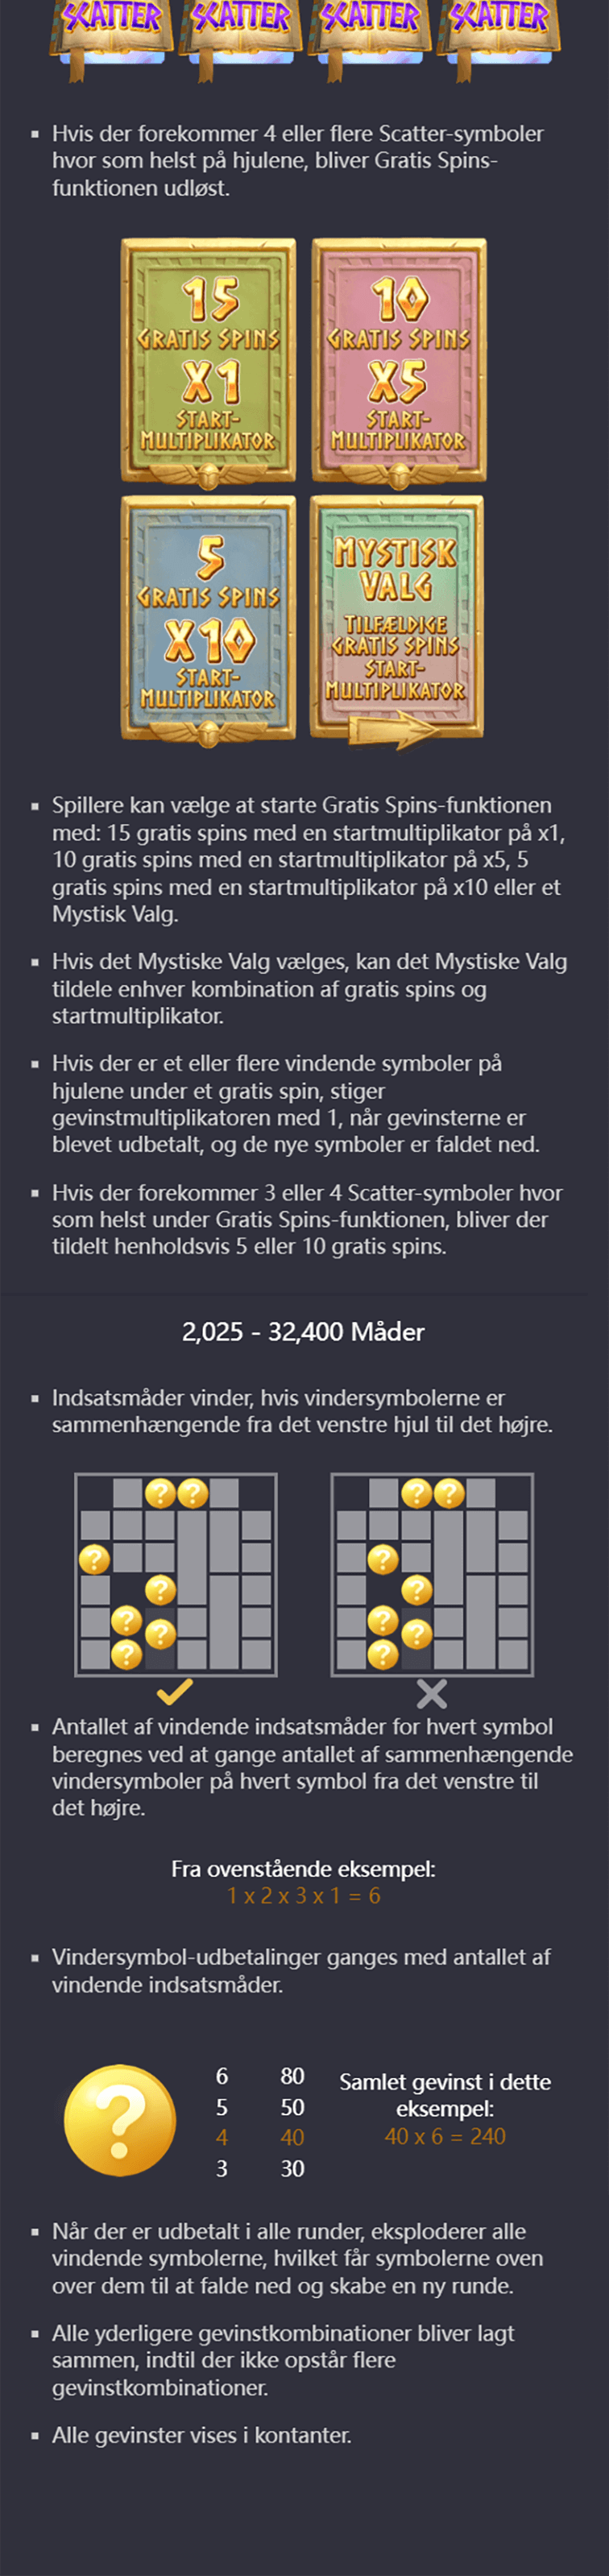 SCATTER SCATTER SCATTER SCATTER
▪ Hvis der forekommer 4 eller flere Scatter-symboler
hvor som helst på hjulene, bliver Gratis Spins-
funktionen udløst.
15
GRATIS SPINS
X1
START-
MULTIPLIKATOR
10
GRATIS SPINS
X5
START-
MULTIPLIKATOR
5
GRATIS SPINS
X10
START-
MULTIPLIKATOR
MYSTISK
VALG
TILFÆLDIGE
GRATIS SPINS
START-
MULTIPLIKATOR
▪ Spillere kan vælge at starte Gratis Spins-funktionen
med: 15 gratis spins med en startmultiplikator på x1,
10 gratis spins med en startmultiplikator på x5, 5
gratis spins med en startmultiplikator på x10 eller et
Mystisk Valg.
▪ Hvis det Mystiske Valg vælges, kan det Mystiske Valg
tildele enhver kombination af gratis spins og
startmultiplikator.
▪ Hvis der er et eller flere vindende symboler på
hjulene under et gratis spin, stiger
gevinstmultiplikatoren med 1, når gevinsterne er
blevet udbetalt, og de nye symboler er faldet ned.
▪ Hvis der forekommer 3 eller 4 Scatter-symboler hvor
som helst under Gratis Spins-funktionen, bliver der
tildelt henholdsvis 5 eller 10 gratis spins.
2,025 - 32,400 Måder
▪ Indsatsmåder vinder, hvis vindersymbolerne er
sammenhængende fra det venstre hjul til det højre.
? ? ? ?
? ?
? ?
? ?
? ?
? ?
▪ Antallet af vindende indsatsmåder for hvert symbol
beregnes ved at gange antallet af sammenhængende
vindersymboler på hvert symbol fra det venstre til
det højre.
Fra ovenstående eksempel:
1 x 2 x 3 x 1 = 6
▪ Vindersymbol-udbetalinger ganges med antallet af
vindende indsatsmåder.
?
6 80
5 50
4 40
3 30
Samlet gevinst i dette
eksempel:
40 x 6 = 240
▪ Når der er udbetalt i alle runder, eksploderer alle
vindende symbolerne, hvilket får symbolerne oven
over dem til at falde ned og skabe en ny runde.
▪ Alle yderligere gevinstkombinationer bliver lagt
sammen, indtil der ikke opstår flere
gevinstkombinationer.
▪ Alle gevinster vises i kontanter.